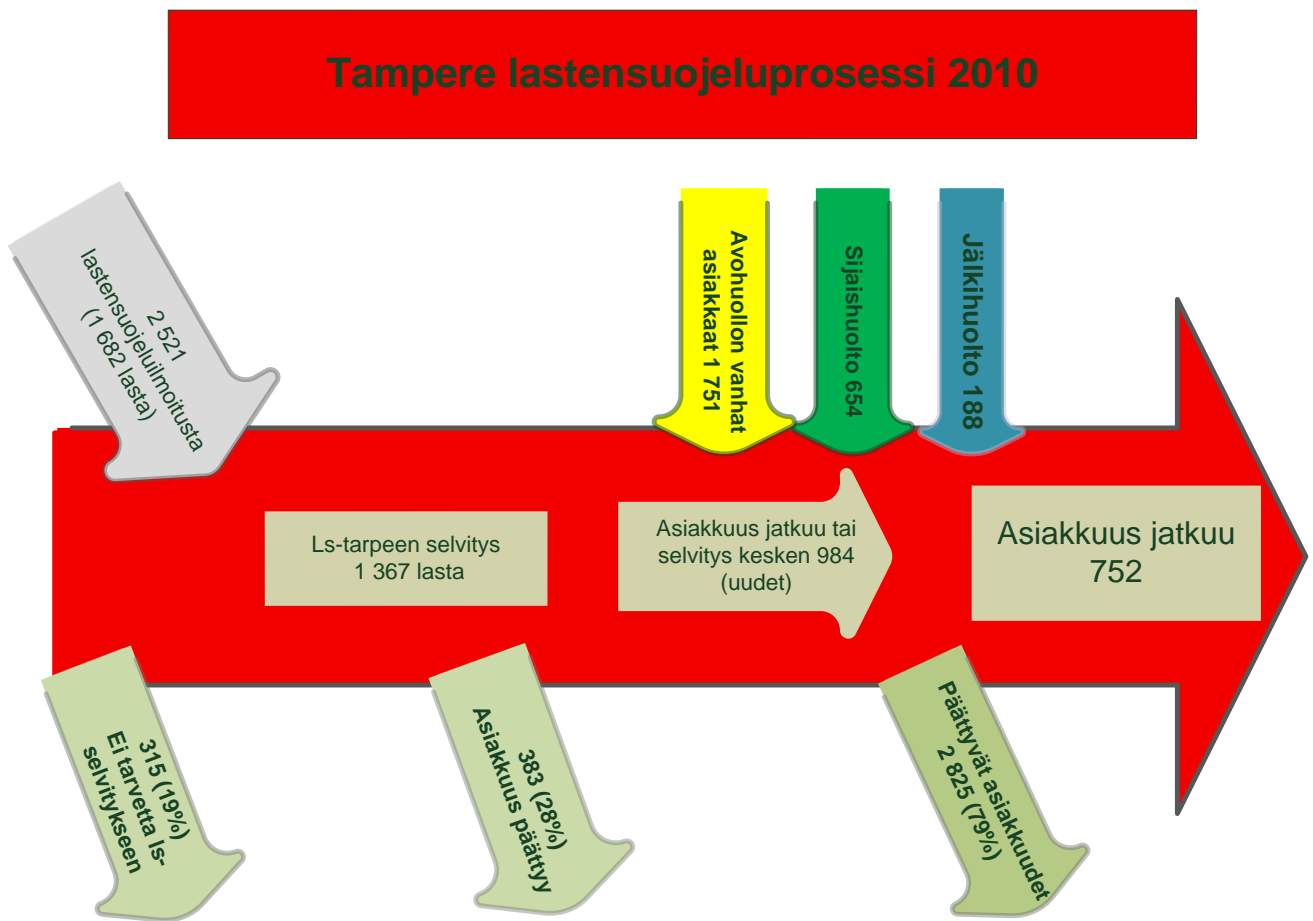 Tampere lastensuojeluprosessi 2010
2 521
lastensuojeluilmoitusta
(1 682 lasta)
Avohuollon vanhat
asiakkaat 1 751
Sijaishuolto 654
Jälkihuolto 188
Ls-tarpeen selvitys
1 367 lasta
Asiakkuus jatkuu tai
selvitys kesken 984
(uudet)
Asiakkuus jatkuu
752
315 (19%)
Ei tarvetta ls-
selvitykseen
383 (28%)
Asiakkuus päättyy
Päättyvät asiakkuudet
2 825 (79%)